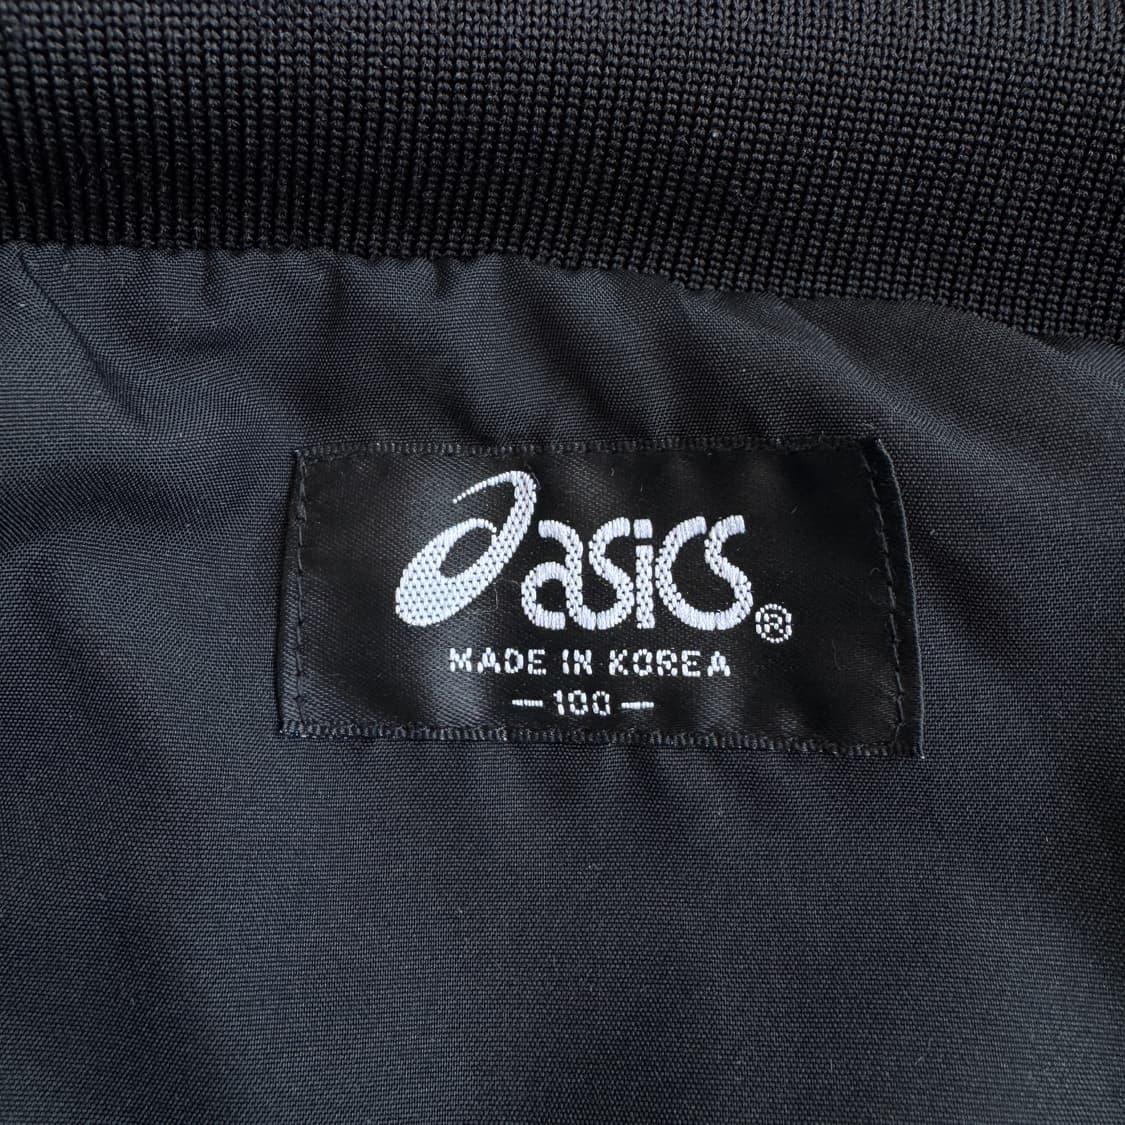 asics®
MADE IN KOREA
—100—